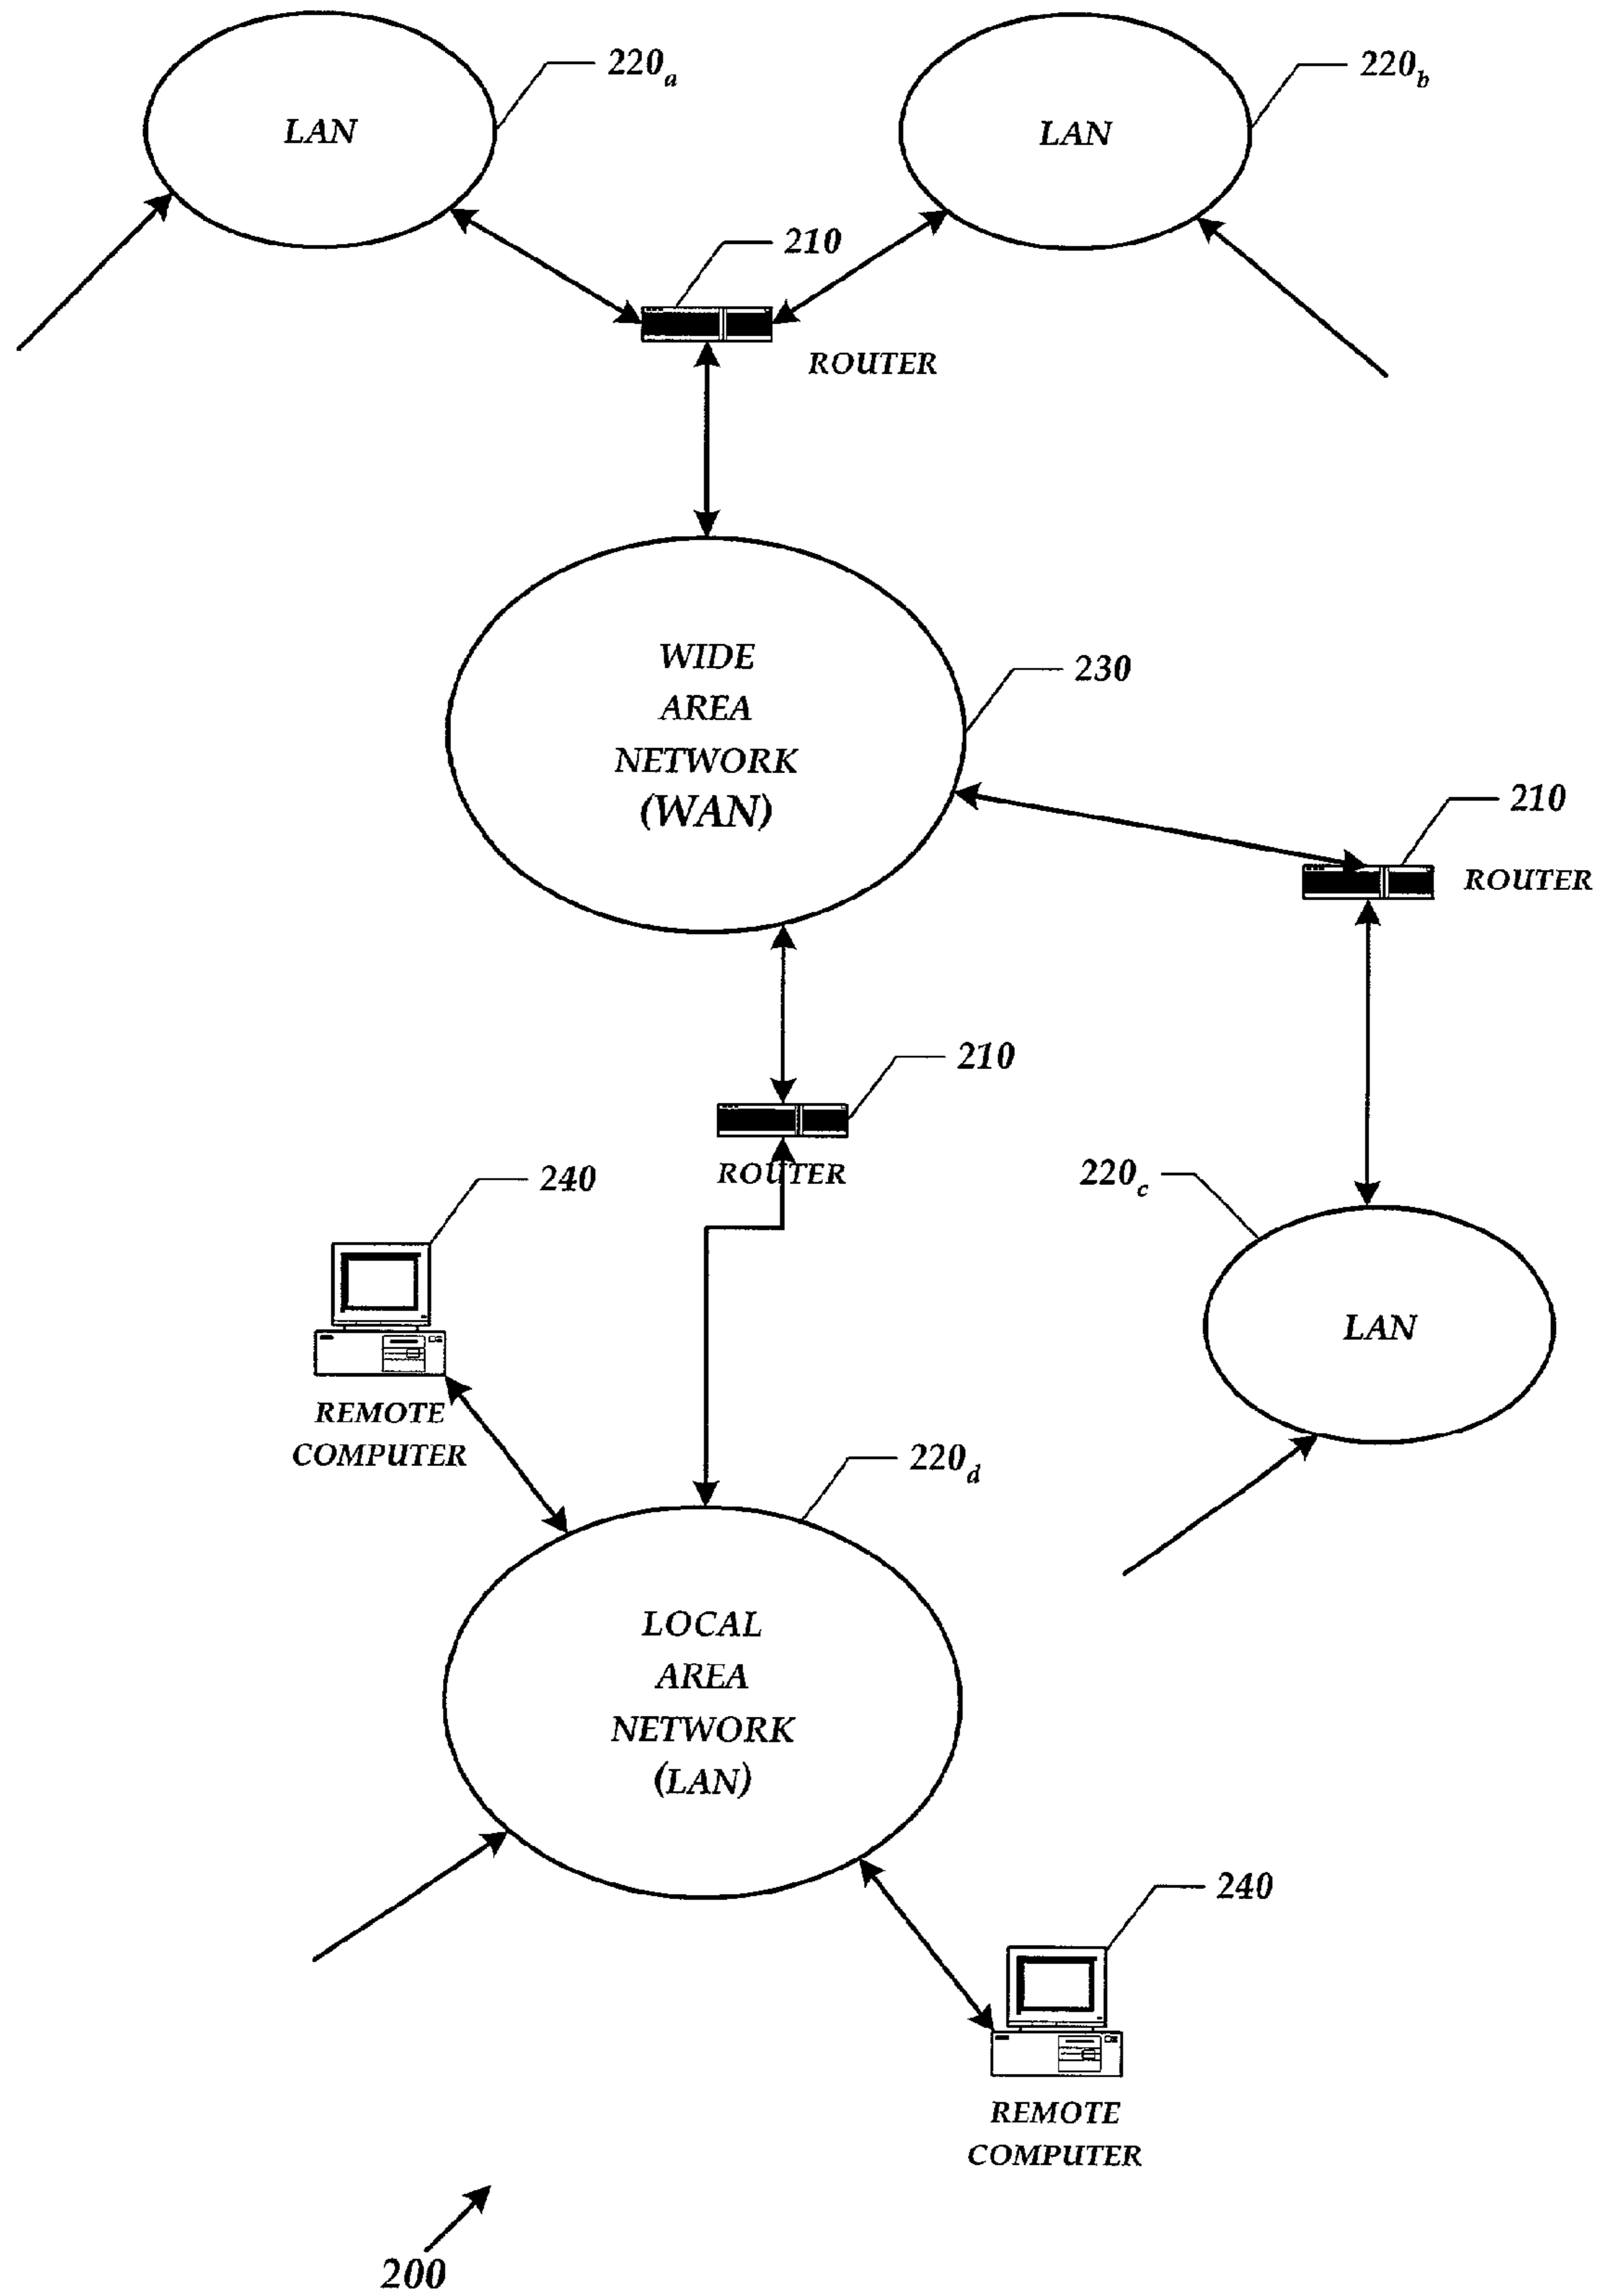 220a
220b
LAN
LAN
210
ROUTER
WIDE
AREA
NETWORK
(WAN)
230
210
ROUTER
210
ROUTER
240
REMOTE
COMPUTER
220c
LAN
220d
LOCAL
AREA
NETWORK
(LAN)
240
REMOTE
COMPUTER
200